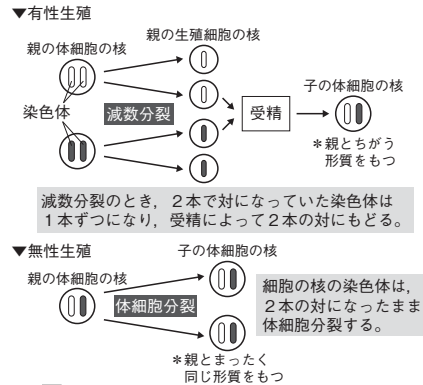 ▼有性生殖
親の生殖細胞の核
親の体細胞の核
子の体細胞の核
染色体
減数分裂
受精
＊親とちがう
形質をもつ
減数分裂のとき，２本で対になっていた染色体は
１本ずつになり，受精によって２本の対にもどる。
▼無性生殖
子の体細胞の核
親の体細胞の核
体細胞分裂
細胞の核の染色体は，
２本の対になったまま
体細胞分裂する。
＊親とまったく
同じ形質をもつ